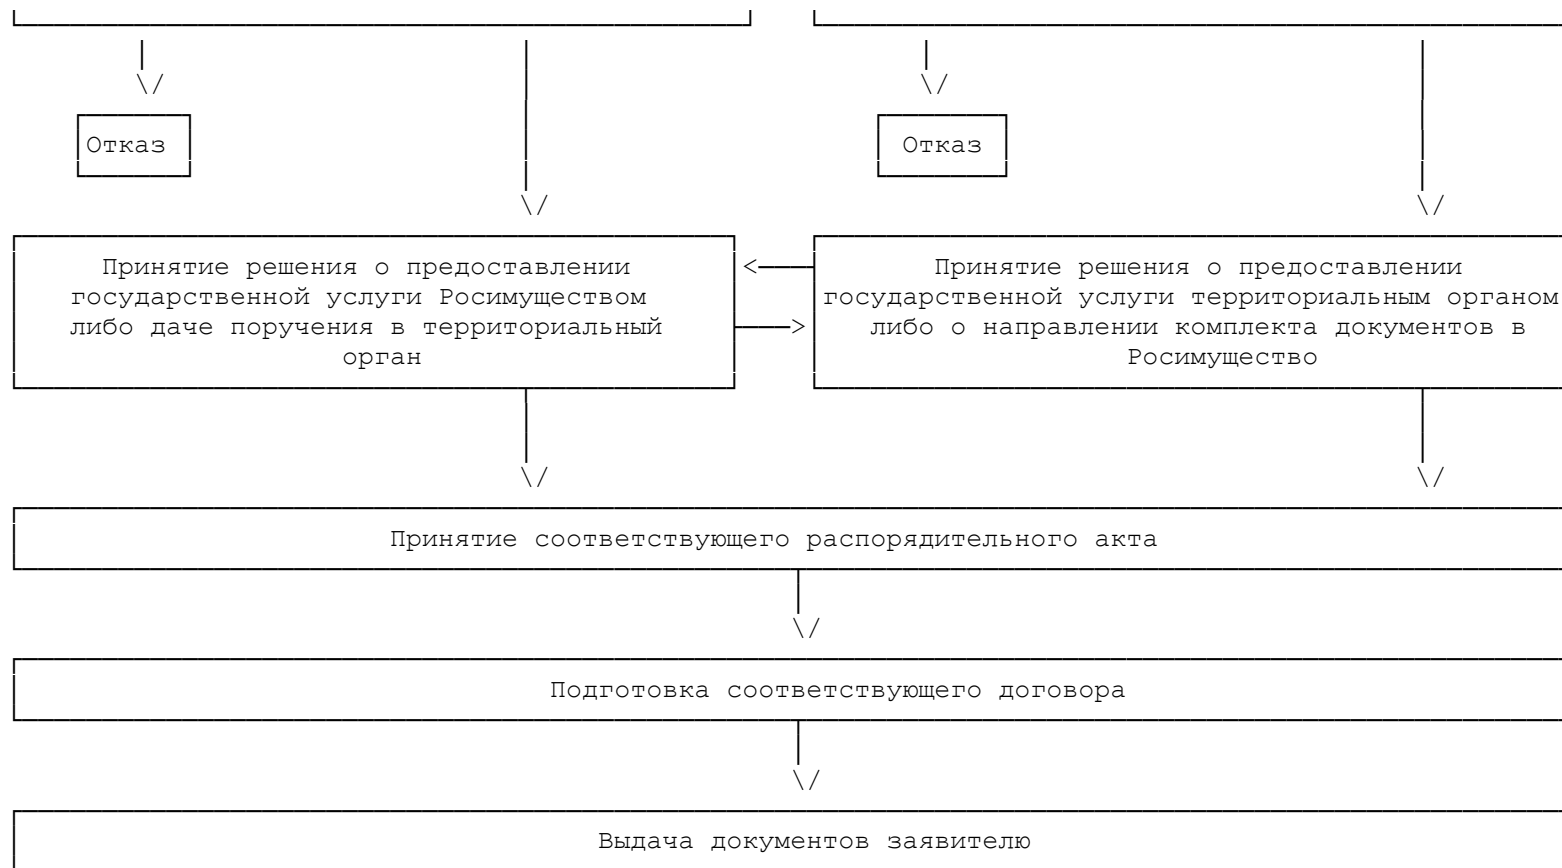 Отказ
Отказ
Принятие решения о предоставлении
государственной услуги Росимуществом
либо даче поручения в территориальный
орган
Принятие решения о предоставлении
государственной услуги территориальным органом
либо о направлении комплекта документов в
Росимущество
Принятие соответствующего распорядительного акта
Подготовка соответствующего договора
Выдача документов заявителю